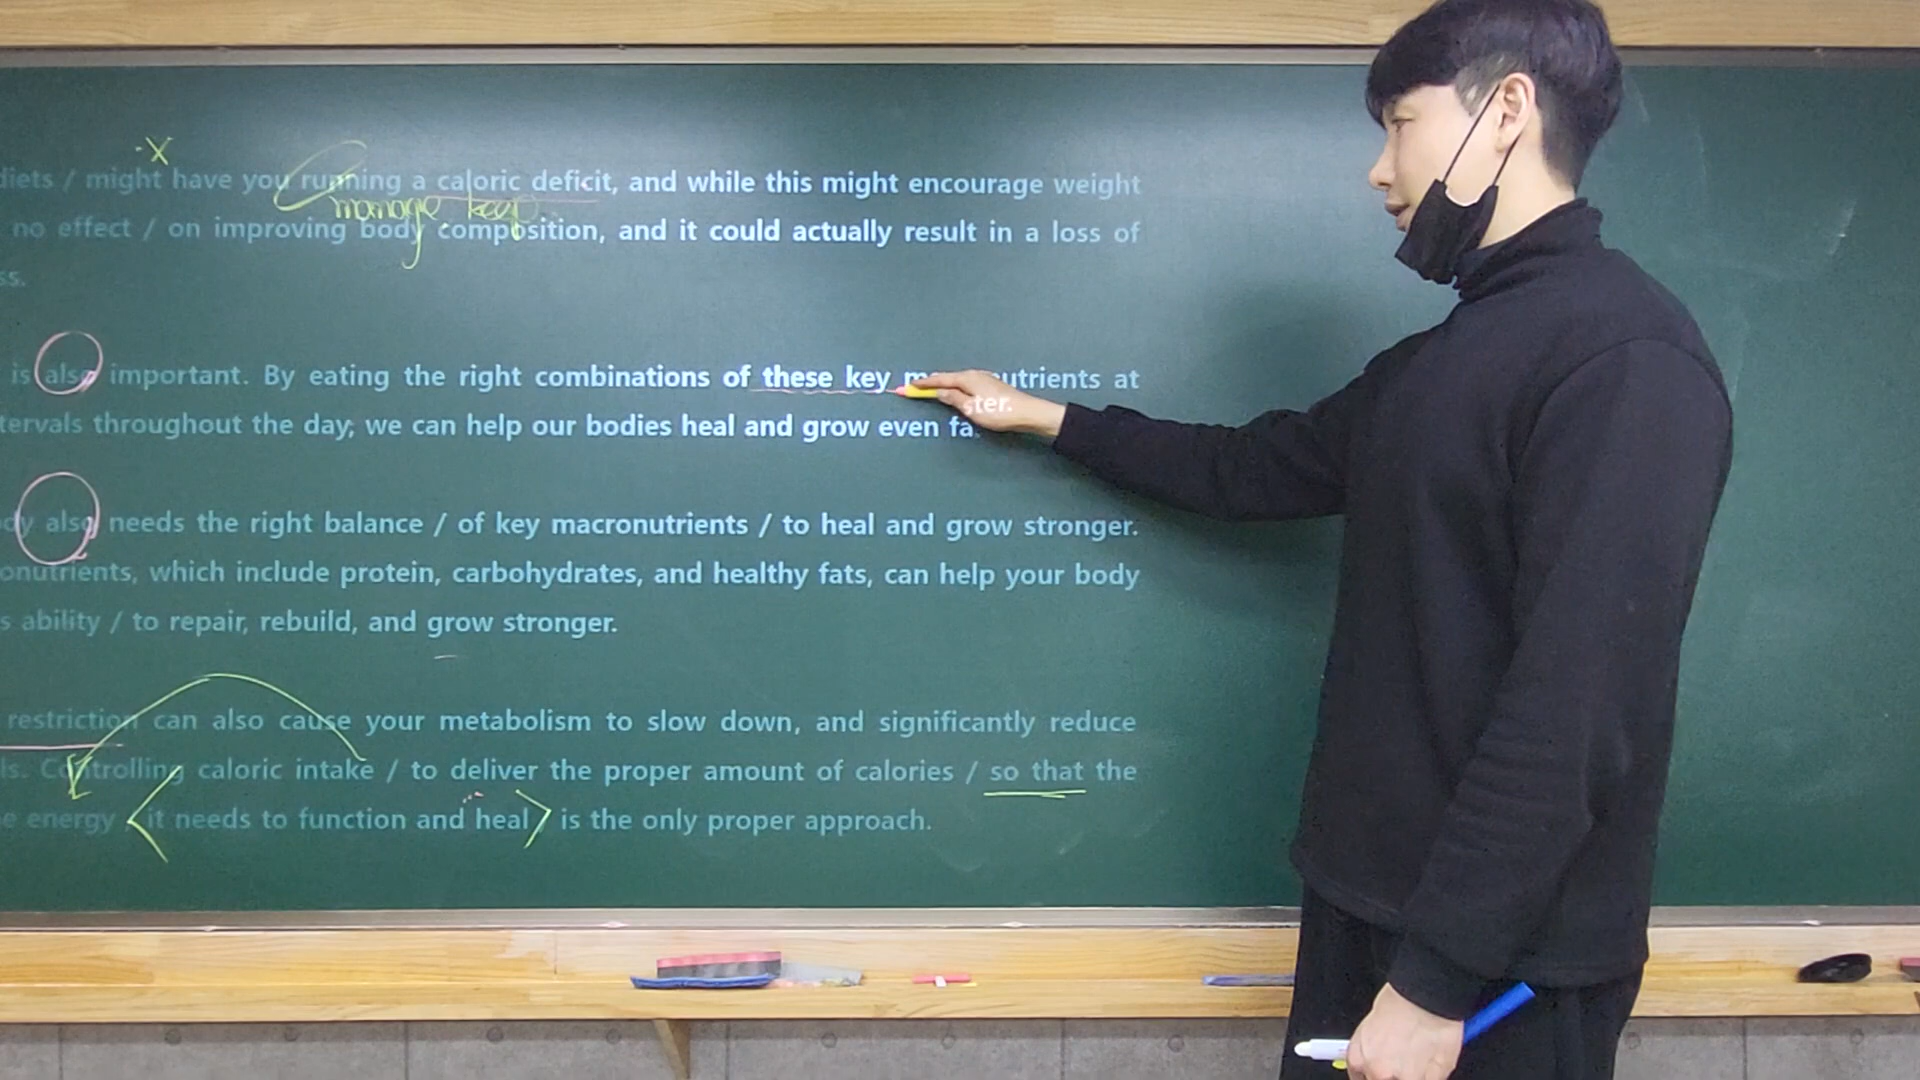 x
diets / might have you running a caloric deficit, and while this might encourage weight
manage keep
no effect / on improving body composition, and it could actually result in a loss of
ss.
is also important. By eating the right combinations of these key utrients at
tervals throughout the day, we can help our bodies heal and grow even faster.
dy also needs the right balance / of key macronutrients / to heal and grow stronger.
onutrients, which include protein, carbohydrates, and healthy fats, can help your body
s ability / to repair, rebuild, and grow stronger.
restriction can also cause your metabolism to slow down, and significantly reduce
ls. Controlling caloric intake / to deliver the proper amount of calories / so that the
e energy <it needs to function and heal> is the only proper approach.